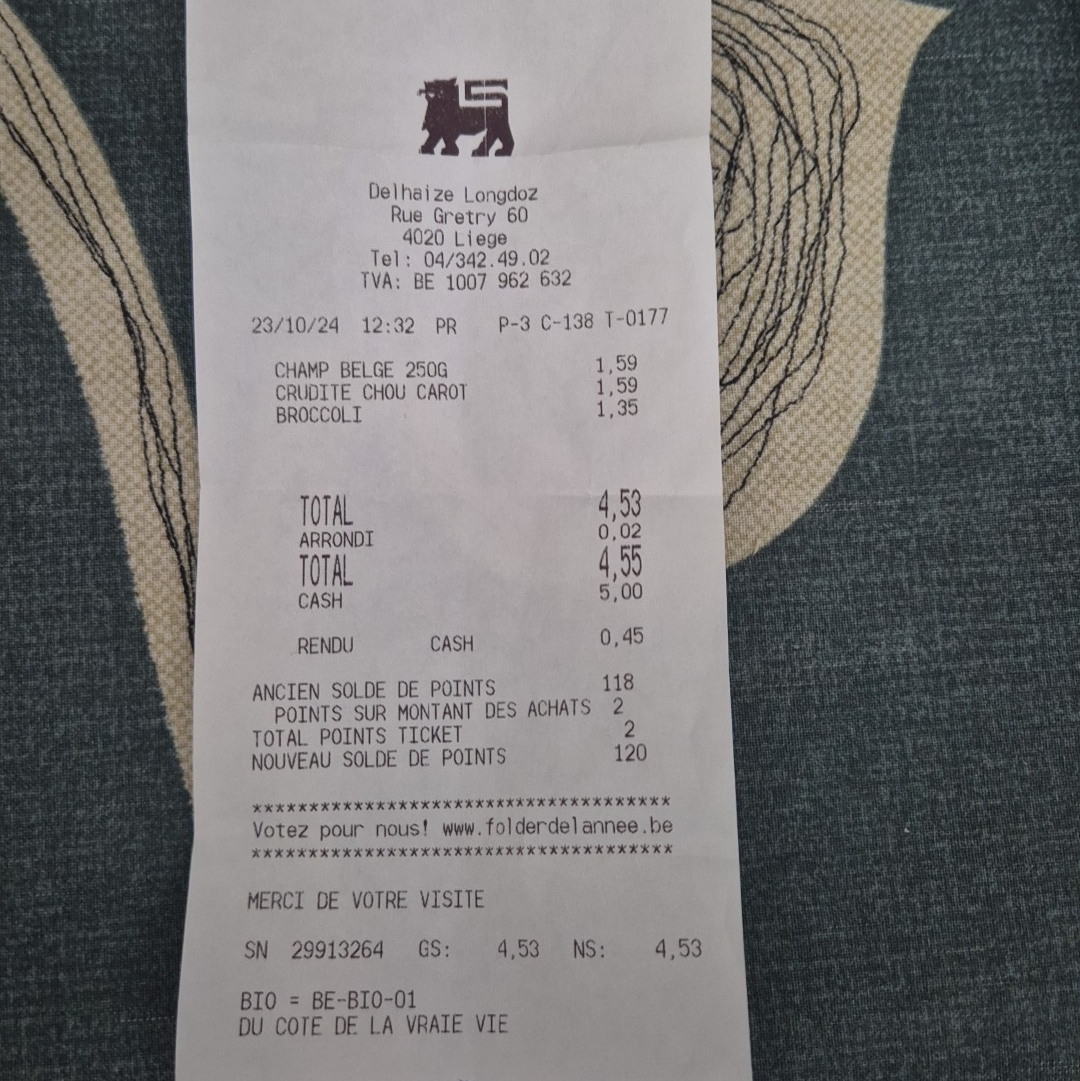 Delhaize Longdoz
Rue Gretry 60
4020 Liege
Tel: 04/342.49.02
TVA: BE 1007 962 632
23/10/24 12:32 PR P-3 C-138 T-0177
CHAMP BELGE 250G 1,59
CRUDITE CHOU CAROT 1,59
BROCCOLI 1,35
TOTAL 4,53
ARRONDI 0,02
TOTAL 4,55
CASH 5,00
RENDU CASH 0,45
ANCIEN SOLDE DE POINTS 118
POINTS SUR MONTANT DES ACHATS 2
TOTAL POINTS TICKET 2
NOUVEAU SOLDE DE POINTS 120
*************************************
Votez pour nous! www.folderdelannee.be
*************************************
MERCI DE VOTRE VISITE
SN 29913264 GS: 4,53 NS: 4,53
BIO = BE-BIO-01
DU COTE DE LA VRAIE VIE